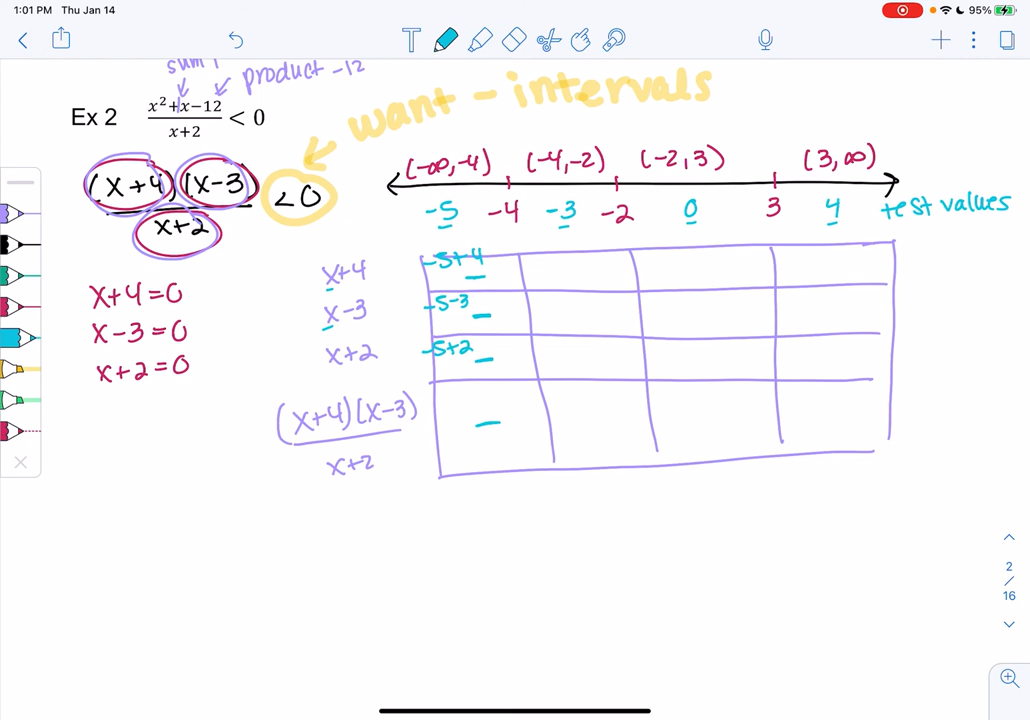 1:01 PM Thu Jan 14
95%
T
sum 1
product -12
want - intervals
Ex 2 x²+x-12 / x+2 < 0
(x+4)(x-3) / x+2 <0
(-∞,-4) (-4,-2) (-2,3) (3,∞)
-5 -4 -3 -2 0 3 4 test values
x+4 -5+4 -
x-3 -5-3 -
x+2 -5+2 -
(x+4)(x-3) / x+2 -
x+4=0
x-3=0
x+2=0
2
/
16